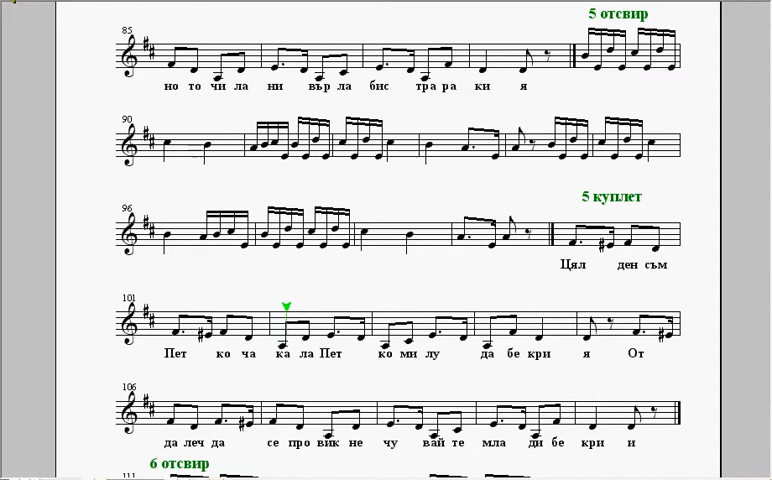 5 отсвир
85
но то чи ла ни вър ла бис тра ра ки я
90
5 куплет
96
Цял ден съм
101
Пет ко ча ка ла Пет ко ми лу да бе кри я От
106
да леч да се про вик не чу вай те мла ди бе кри и
6 отсвир
111